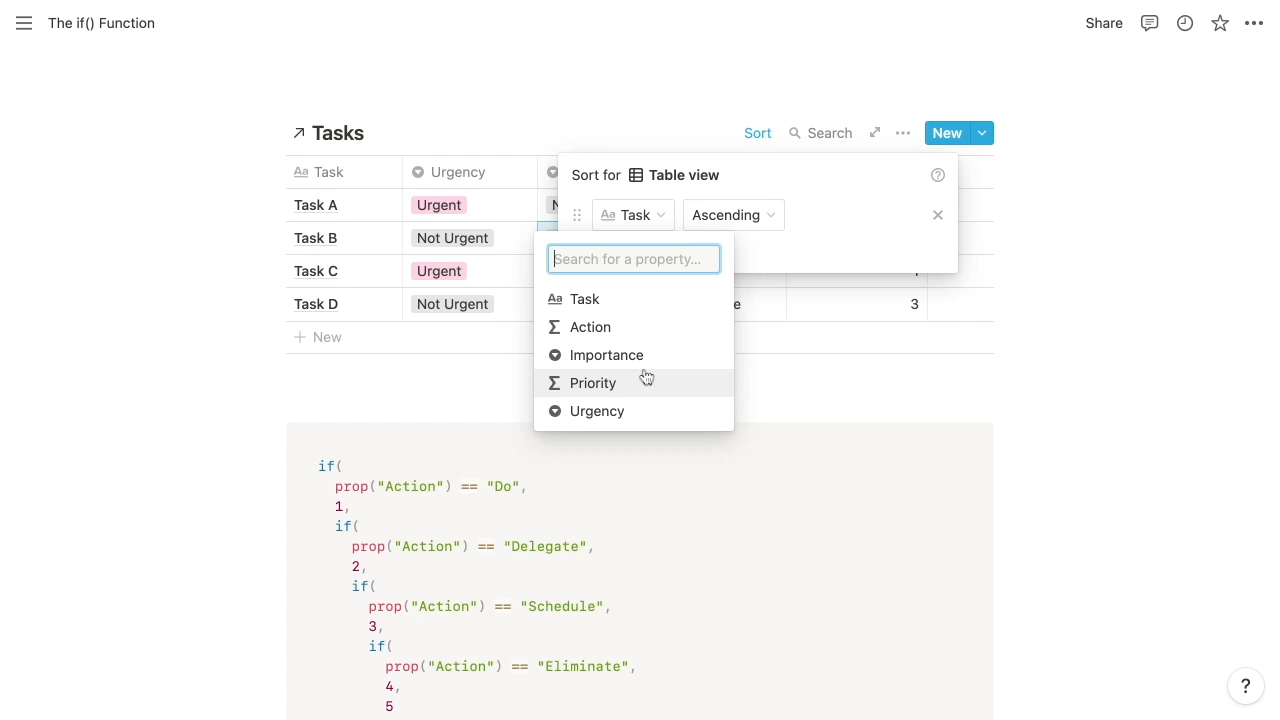 The if() Function
Share
Tasks
Sort
Search
New
Aa Task
Urgency
Sort for Table view
Task A
Urgent
Aa Task
Ascending
Task B
Not Urgent
Search for a property...
Task C
Urgent
Task D
Not Urgent
e
3
New
Aa Task
Σ Action
Importance
Σ Priority
Urgency
if(
prop("Action") == "Do",
1,
if(
prop("Action") == "Delegate",
2,
if(
prop("Action") == "Schedule",
3,
if(
prop("Action") == "Eliminate",
4,
5
?